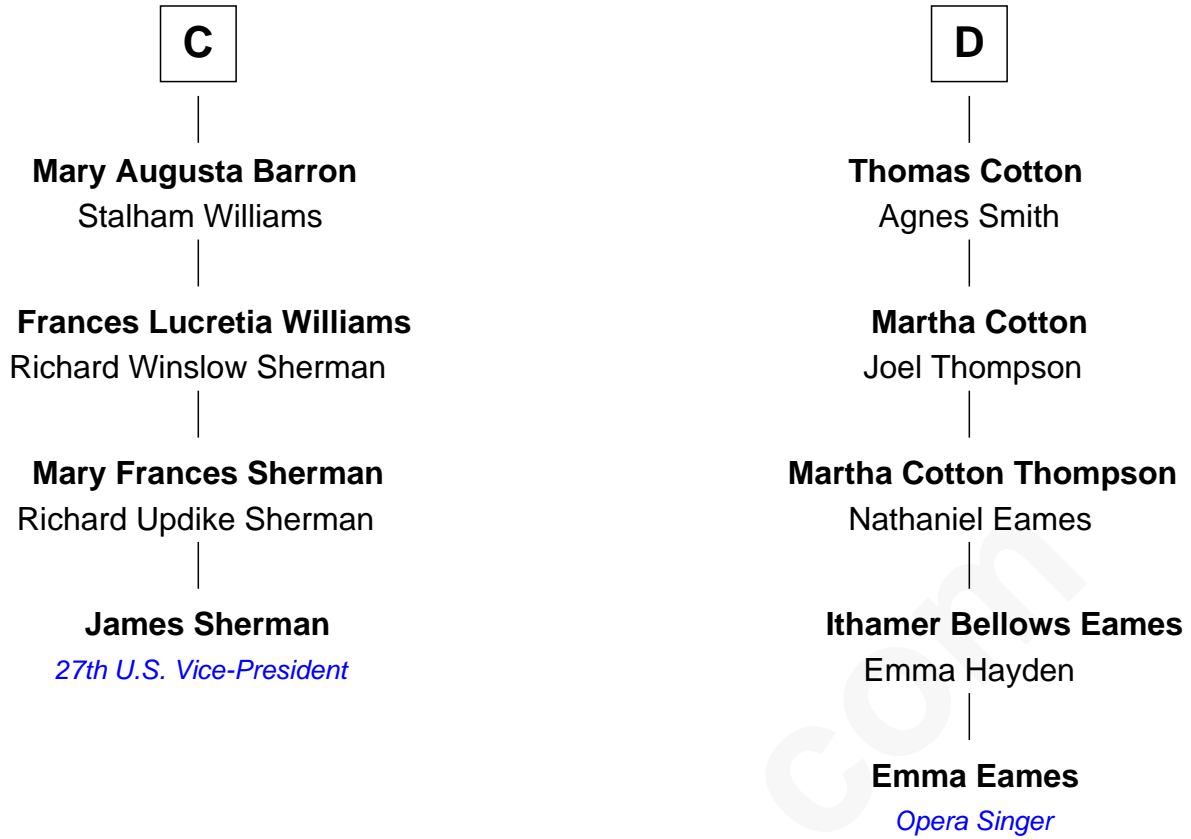 C
Mary Augusta Barron
Stalham Williams
Frances Lucretia Williams
Richard Winslow Sherman
Mary Frances Sherman
Richard Updike Sherman
James Sherman
27th U.S. Vice-President
D
Thomas Cotton
Agnes Smith
Martha Cotton
Joel Thompson
Martha Cotton Thompson
Nathaniel Eames
Ithamer Bellows Eames
Emma Hayden
Emma Eames
Opera Singer
com